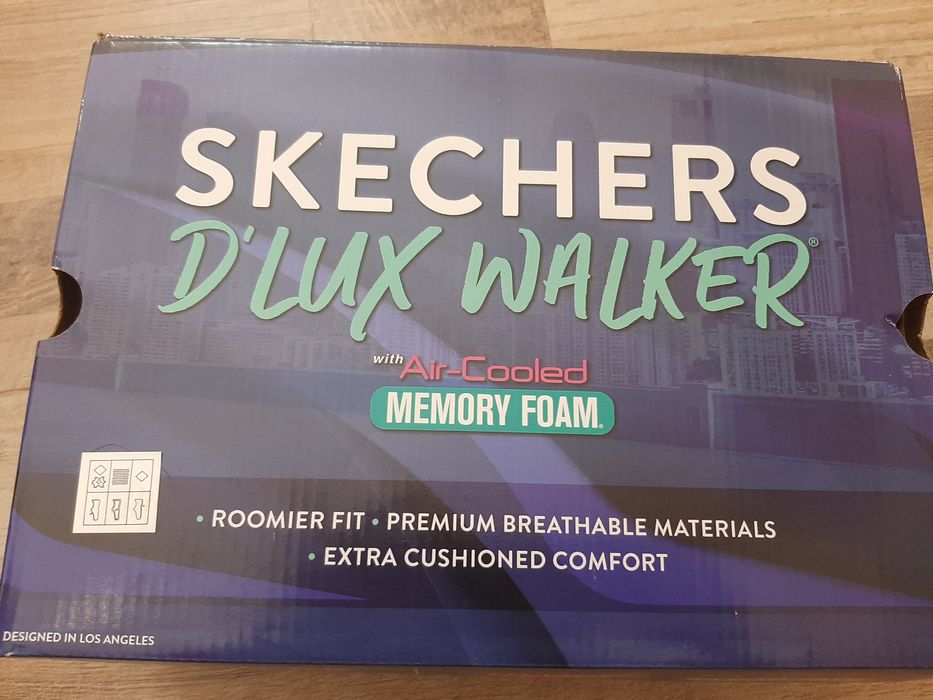 SKECHERS
D'LUX WALKER®
with Air-Cooled
MEMORY FOAM®
• ROOMIER FIT • PREMIUM BREATHABLE MATERIALS
• EXTRA CUSHIONED COMFORT
DESIGNED IN LOS ANGELES